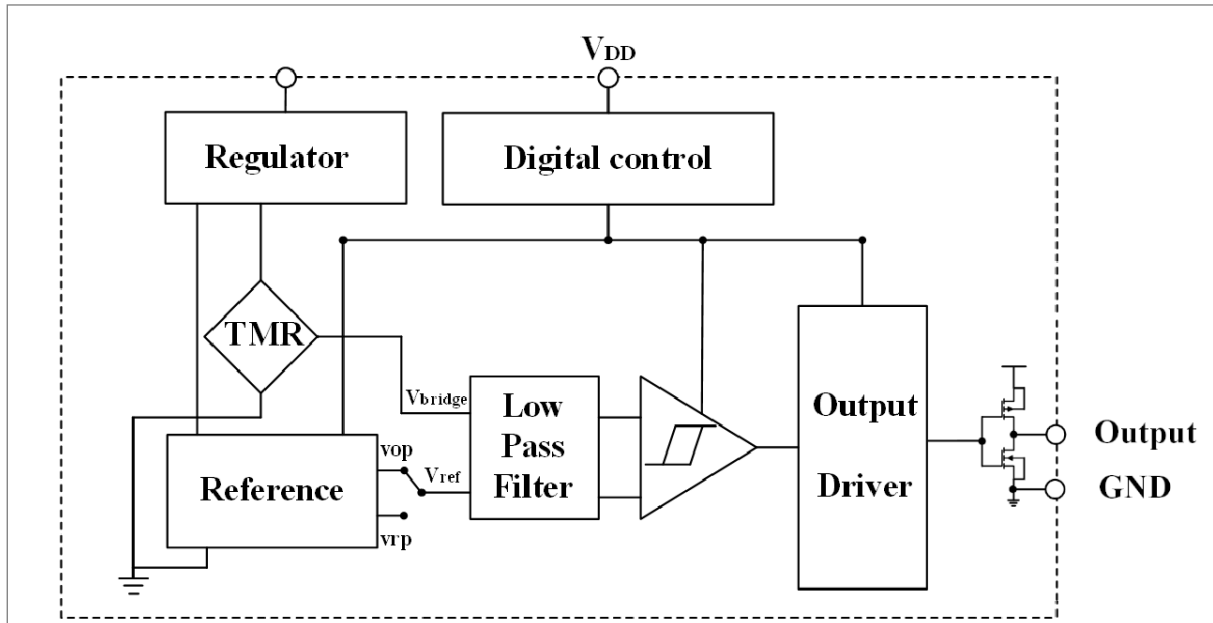 VDD
Regulator
Digital control
TMR
Vbridge
Low
Pass
Filter
Output
Driver
Output
GND
vop
Vref
Reference
vrp